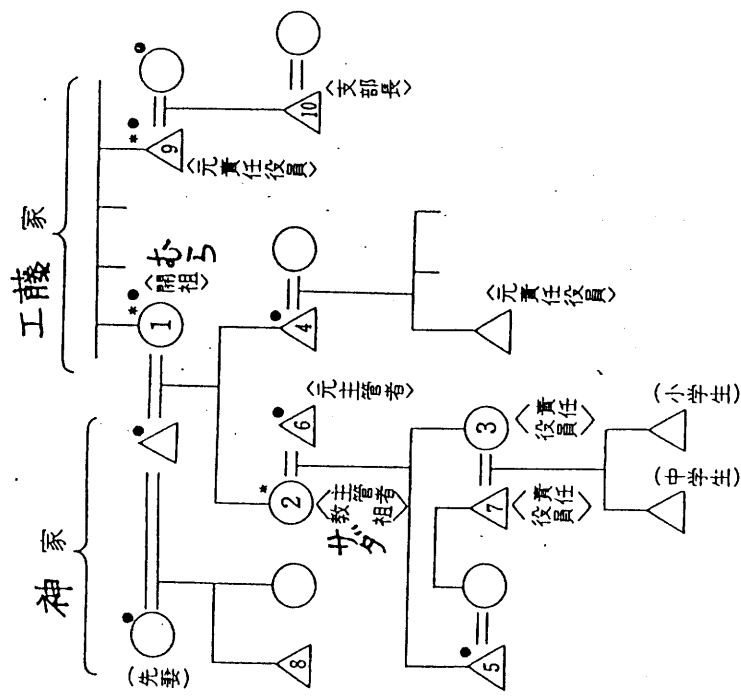 工藤 家
神 家
むら
〈開祖〉
* ●
1
* ●
9
〈元責任役員〉
10
〈支部長〉
4
〈元責任役員〉
6
〈元主管者〉
*
2
〈主管者
教 祖〉
サダ
3
〈責任
役員〉
7
〈責任
役員〉
(小学生)
(中学生)
5
8
(先妻)